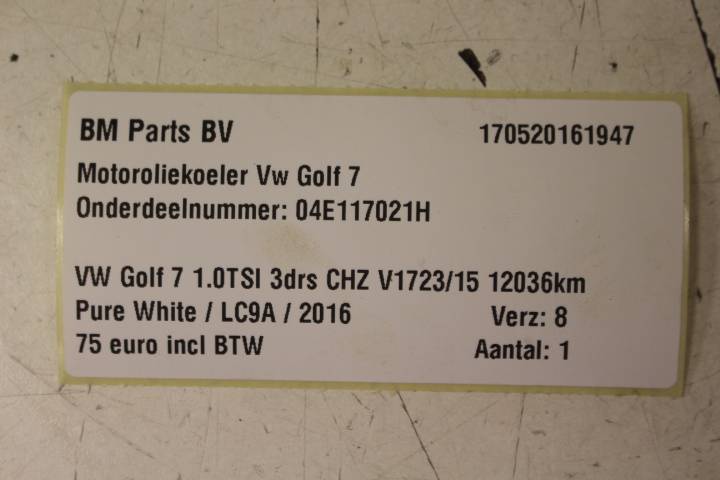 BM Parts BV 170520161947
Motoroliekoeler Vw Golf 7
Onderdeelnummer: 04E117021H
VW Golf 7 1.0TSI 3drs CHZ V1723/15 12036km
Pure White / LC9A / 2016 Verz: 8
75 euro incl BTW Aantal: 1